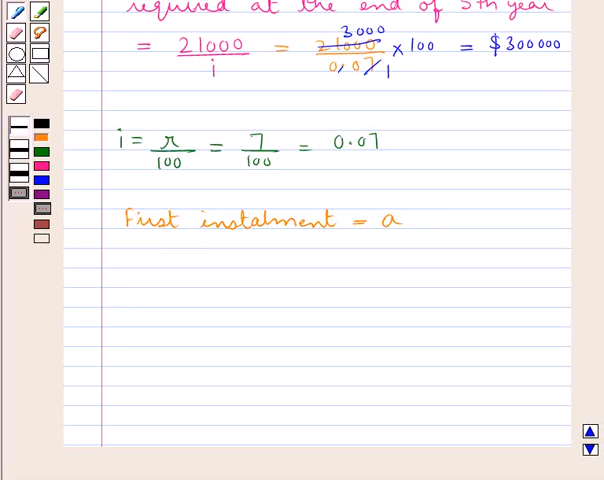 required at the end of 5th year
= 21000/i = 21000/0.07 × 100 = $300000
3000
1
i = r/100 = 7/100 = 0.07
First instalment = a